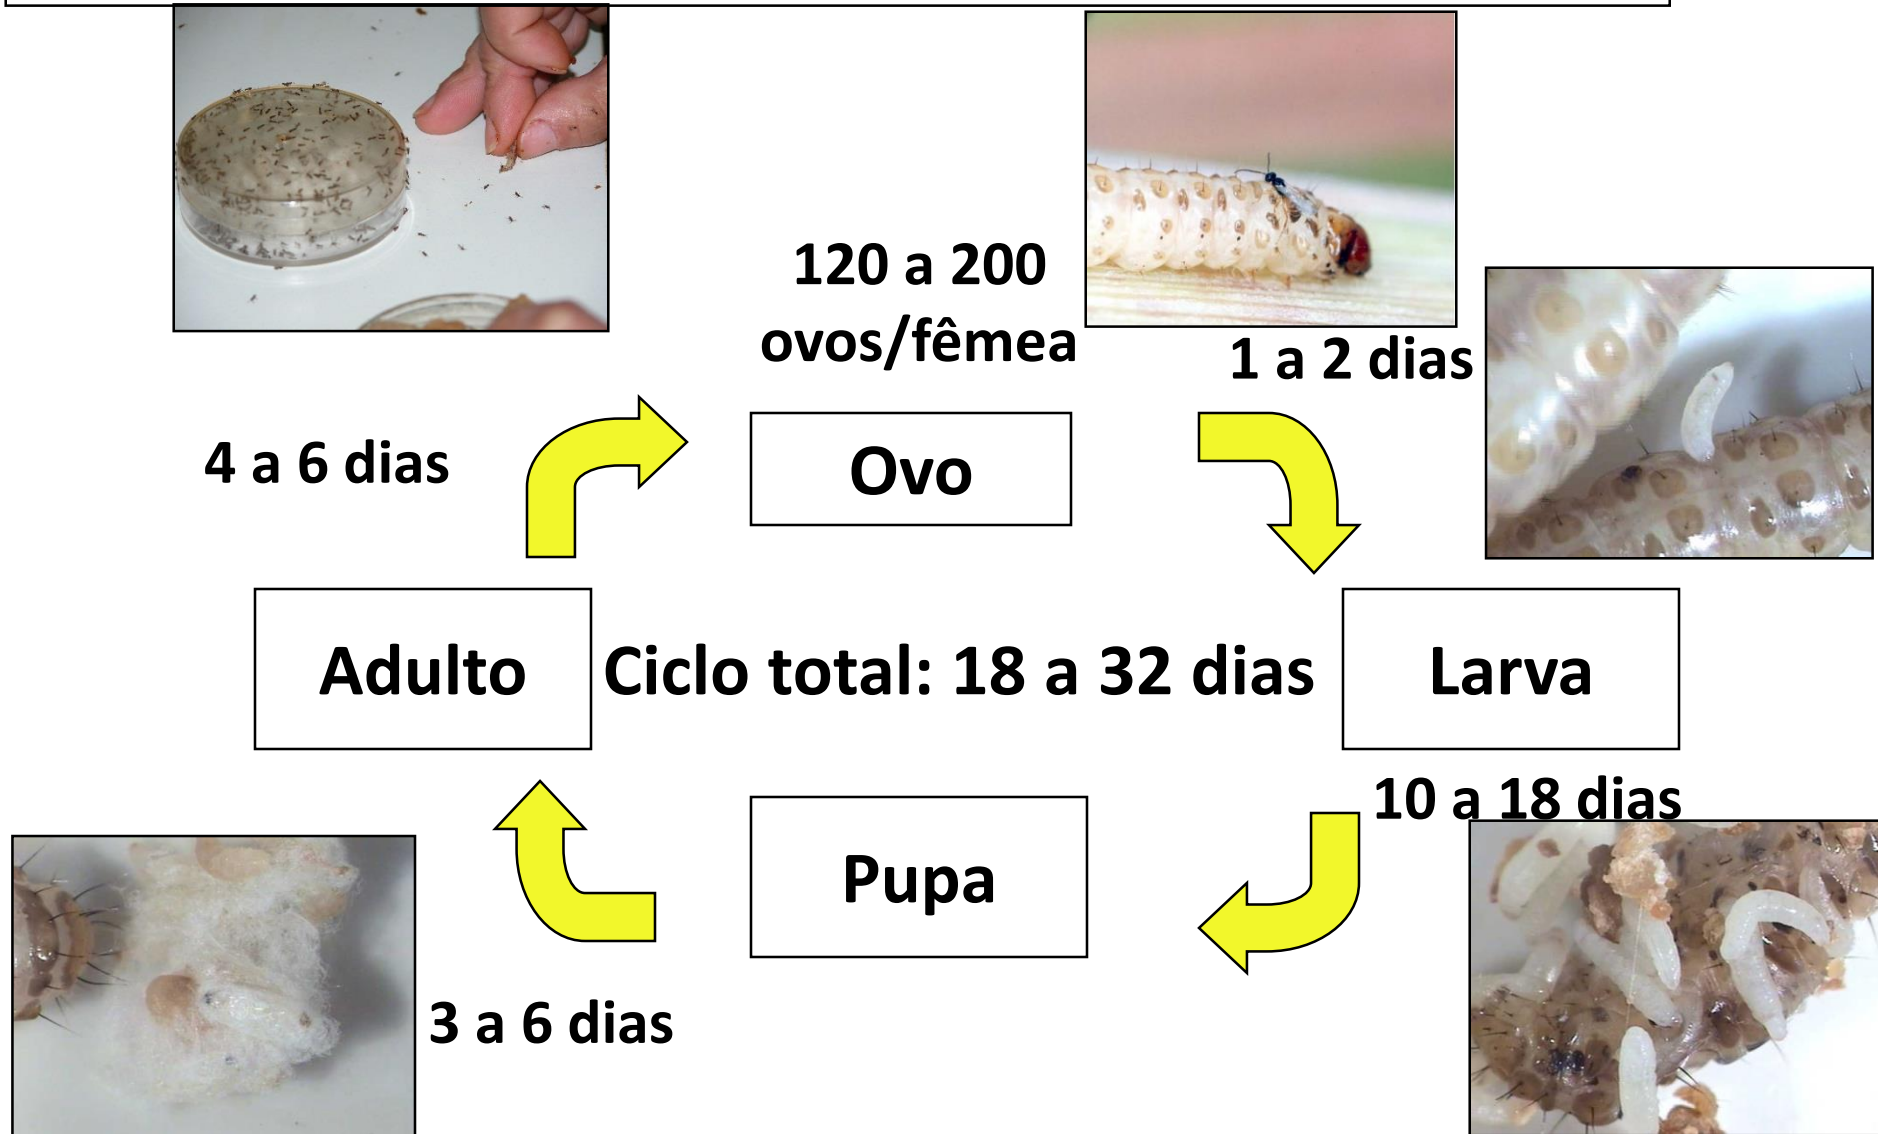 120 a 200
ovos/fêmea
1 a 2 dias
4 a 6 dias
Ovo
Adulto
Ciclo total: 18 a 32 dias
Larva
10 a 18 dias
Pupa
3 a 6 dias